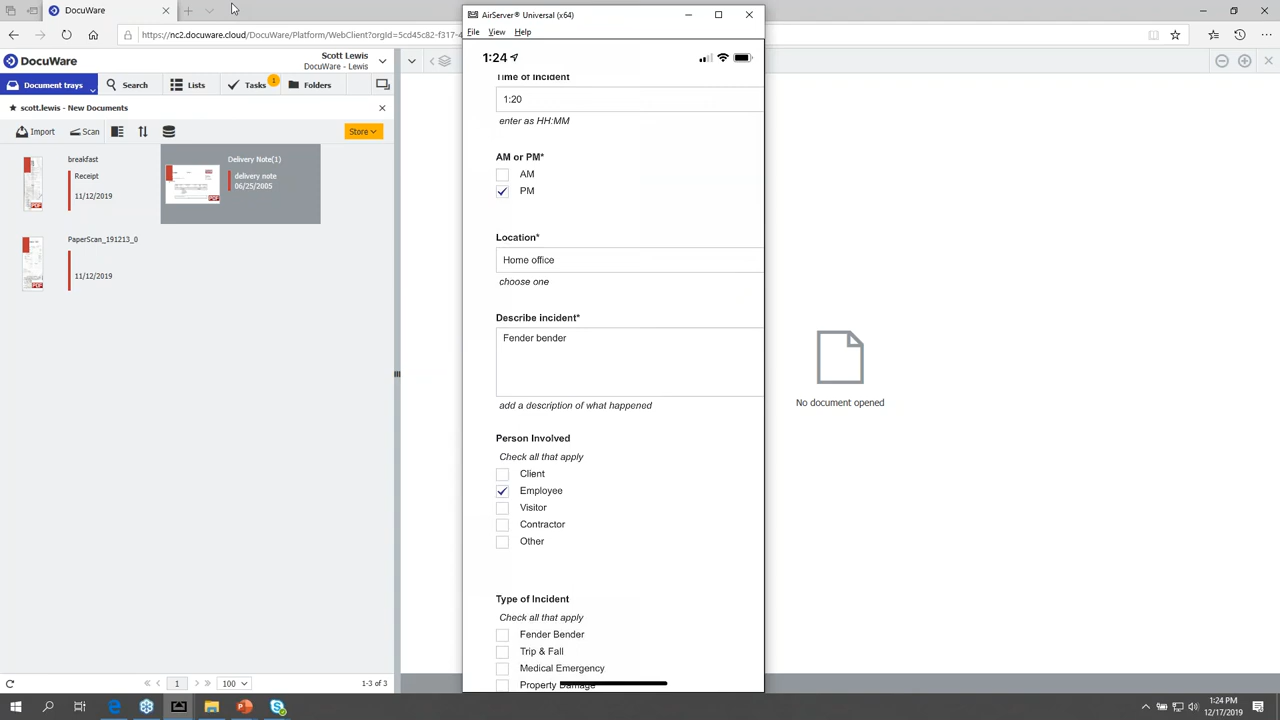 DocuWare
https://nc2.docuware.cloud/DocuWare/Platform/WebClient?orgId=5cd45c82-f317-4
DocuWare
Scott Lewis
DocuWare - Lewis
Document trays
Search
Lists
Tasks
1
Folders
scott.lewis - New Documents
Import
Scan
Store
breakfast
Receipt
11/12/2019
Delivery Note(1)
delivery note
06/25/2005
PaperScan_191213_0
11/12/2019
1
100
1-3 of 3
AirServer® Universal (x64)
File
View
Help
1:24
Time of Incident
1:20
enter as HH:MM
AM or PM*
AM
PM
Location*
Home office
choose one
Describe incident*
Fender bender
add a description of what happened
Person Involved
Check all that apply
Client
Employee
Visitor
Contractor
Other
Type of Incident
Check all that apply
Fender Bender
Trip & Fall
Medical Emergency
Property Damage
No document opened
1:24 PM
12/17/2019